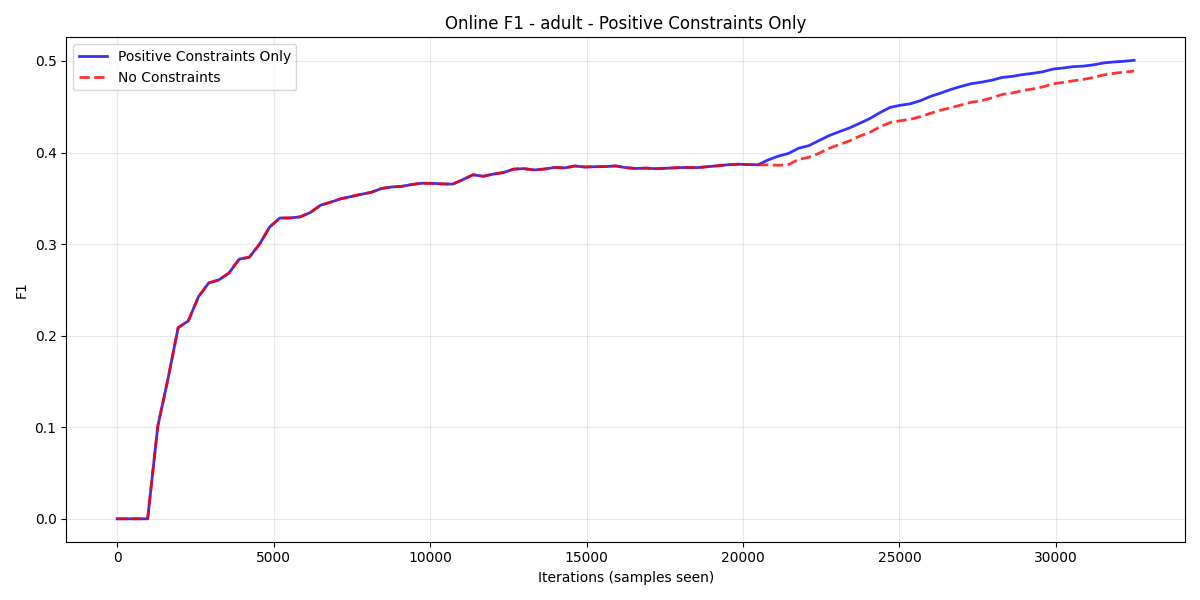 Online F1 - adult - Positive Constraints Only
Positive Constraints Only
No Constraints
F1
0.5
0.4
0.3
0.2
0.1
0.0
0 5000 10000 15000 20000 25000 30000
Iterations (samples seen)